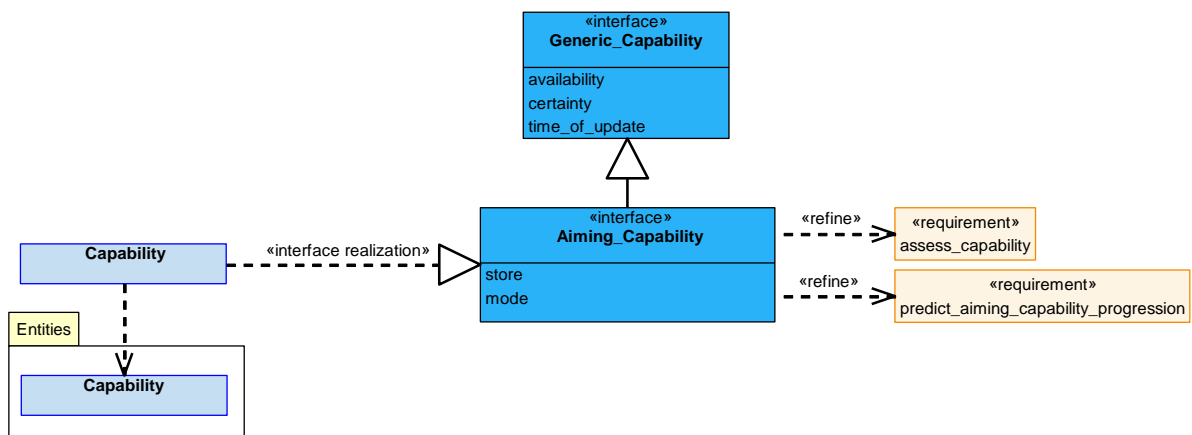 «interface»
Generic_Capability
availability
certainty
time_of_update
«interface»
Aiming_Capability
store
mode
«refine»
«requirement»
assess_capability
«refine»
«requirement»
predict_aiming_capability_progression
Capability
«interface realization»
Entities
Capability